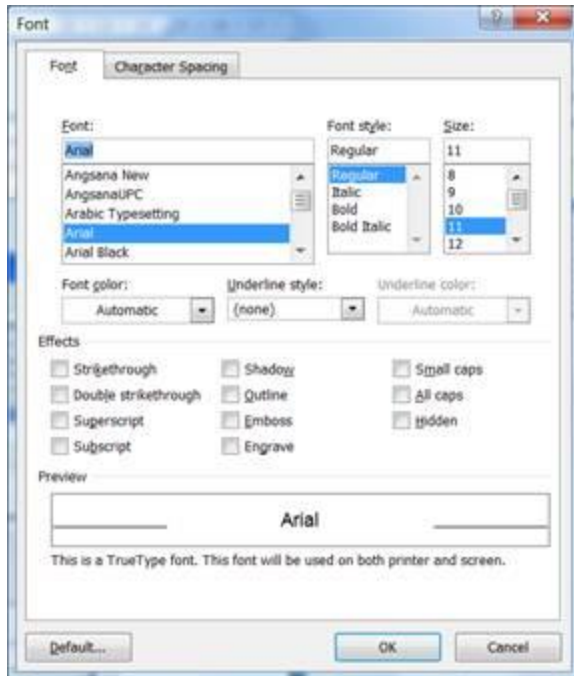 Font
Font Character Spacing
Font: Font style: Size:
Arial Regular 11
Angsana New Regular 8
AngsanaUPC Italic 9
Arabic Typesetting Bold 10
Arial Bold Italic 11
Arial Black 12
Font color: Underline style: Underline color:
Automatic (none) Automatic
Effects
Strikethrough Shadow Small caps
Double strikethrough Outline All caps
Superscript Emboss Hidden
Subscript Engrave
Preview
Arial
This is a TrueType font. This font will be used on both printer and screen.
Default... OK Cancel